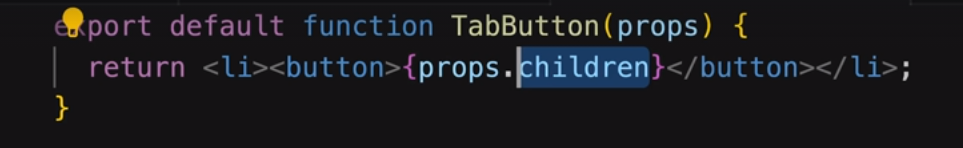 export default function TabButton(props) {
return <li><button>{props.children}</button></li>;
}